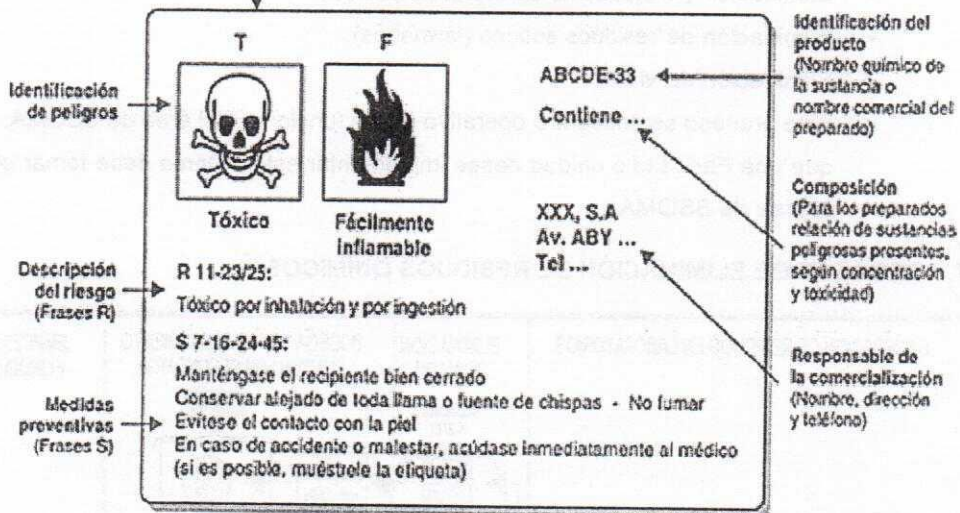 T F
Tóxico
Fácilmente
inflamable
ABCDE-33
Contiene ...
XXX, S.A
Av. ABY ...
Tel ...
R 11-23/25:
Tóxico por inhalación y por ingestión
S 7-16-24-45:
Manténgase el recipiente bien cerrado
Conservar alejado de toda llama o fuente de chispas - No fumar
Evítese el contacto con la piel
En caso de accidente o malestar, acúdase inmediatamente al médico
(si es posible, muéstrele la etiqueta)
Identificación
de peligros
Descripción
del riesgo
(Frases R)
Medidas
preventivas
(Frases S)
Identificación del
producto
(Nombre químico de
la sustancia o
nombre comercial del
preparado)
Composición
(Para los preparados
relación de sustancias
peligrosas presentes,
según concentración
y toxicidad)
Responsable de
la comercialización
(Nombre, dirección
y teléfono)